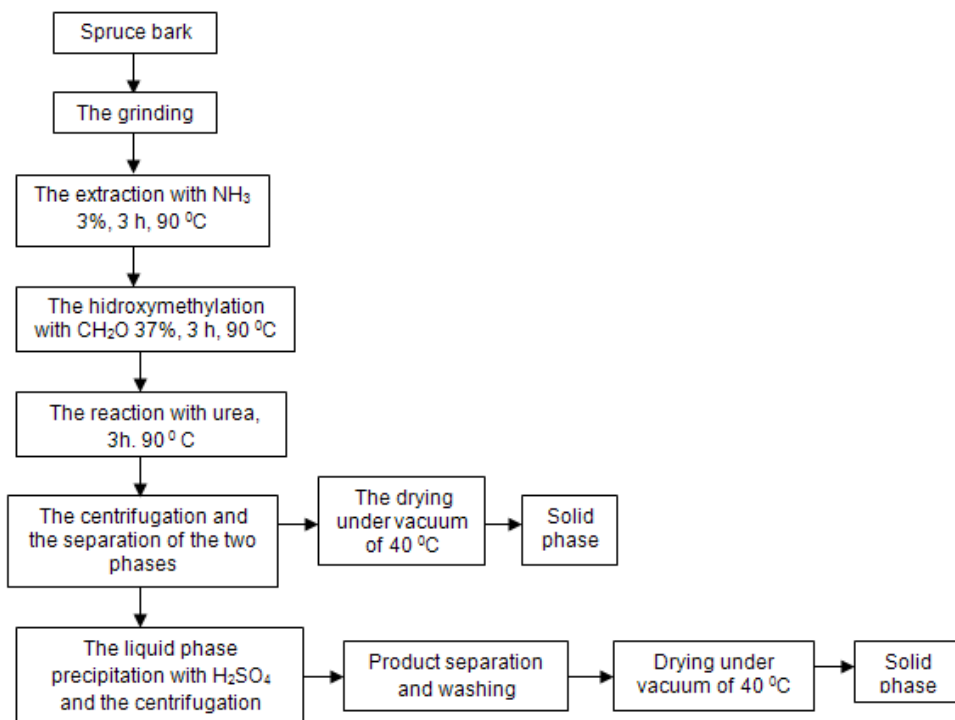 Spruce bark
The grinding
The extraction with NH₃
3%, 3 h, 90 ⁰C
The hidroxymethylation
with CH₂O 37%, 3 h, 90 ⁰C
The reaction with urea,
3h. 90 ⁰ C
The centrifugation and
the separation of the two
phases
The drying
under vacuum
of 40 ⁰C
Solid
phase
The liquid phase
precipitation with H₂SO₄
and the centrifugation
Product separation
and washing
Drying under
vacuum of 40 ⁰C
Solid
phase